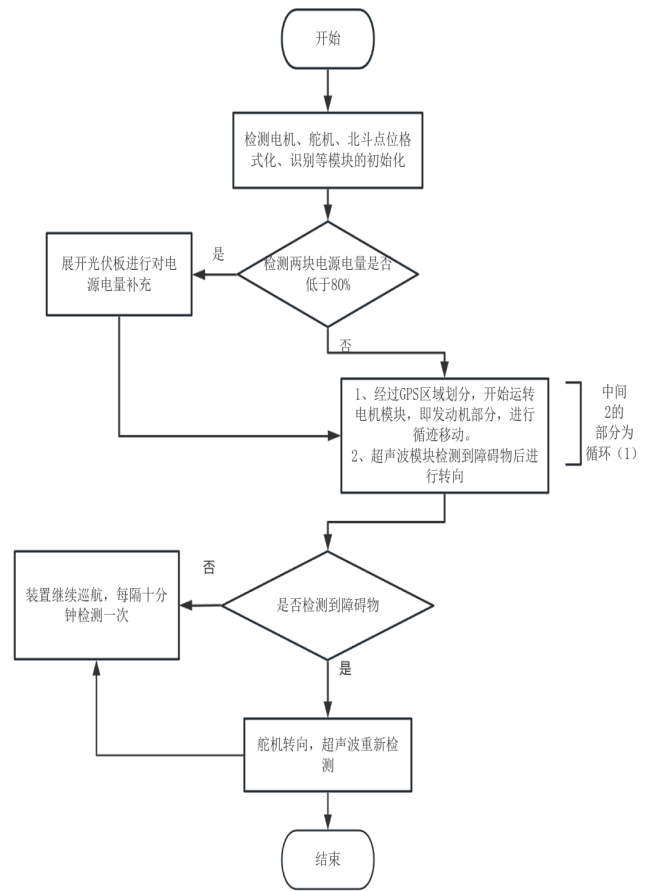 开始
检测电机、舵机、北斗点位格
式化、识别等模块的初始化
检测两块电源电量是否
低于80%
是
展开光伏板进行对电
源电量补充
否
1、经过GPS区域划分，开始运转
电机模块，即发动机部分，进行
循迹移动。
2、超声波模块检测到障碍物后进
行转向
中间
2的
部分为
循环（1）
是否检测到障碍物
否
装置继续巡航，每隔十分
钟检测一次
是
舵机转向，超声波重新检
测
结束